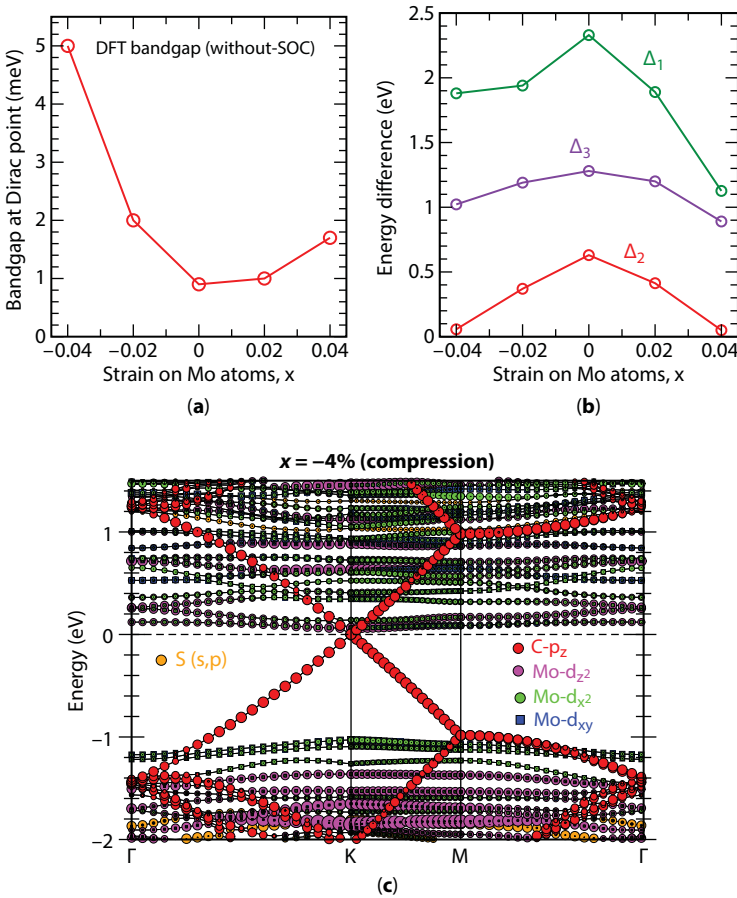 DFT bandgap (without-SOC)
Bandgap at Dirac point (meV)
5
4
3
2
1
0
−0.04 −0.02 0 0.02 0.04
Strain on Mo atoms, x
(a)
Energy difference (eV)
2.5
2
1.5
1
0.5
0
Δ1
Δ3
Δ2
−0.04 −0.02 0 0.02 0.04
Strain on Mo atoms, x
(b)
x = −4% (compression)
Energy (eV)
1
0
−1
−2
S (s,p)
C-pz
Mo-dz2
Mo-dx2
Mo-dxy
Γ K M Γ
(c)